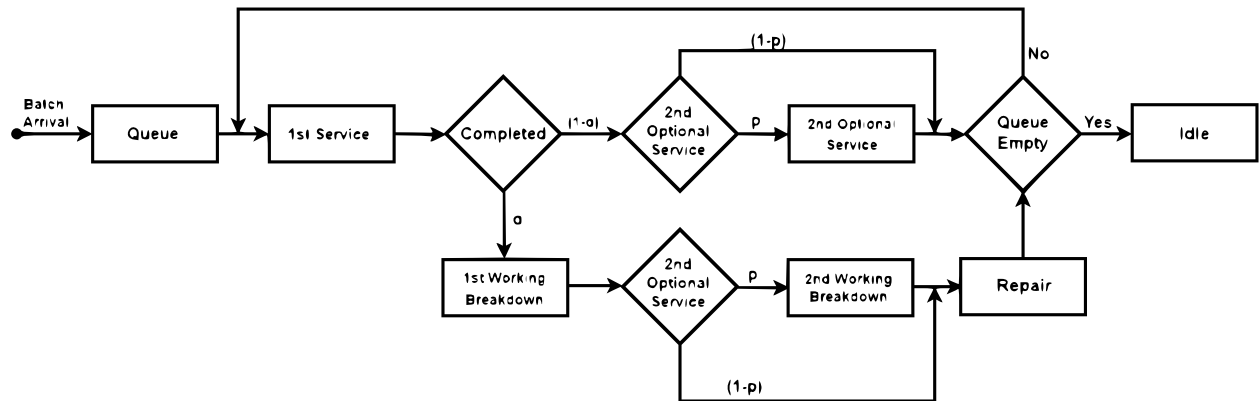 (1-p)
No
Batch
Arrival
Queue
1st Service
Completed
(1-a)
2nd
Optional
Service
p
2nd Optional
Service
Queue
Empty
Yes
Idle
a
1st Working
Breakdown
2nd
Optional
Service
p
2nd Working
Breakdown
Repair
(1-p)